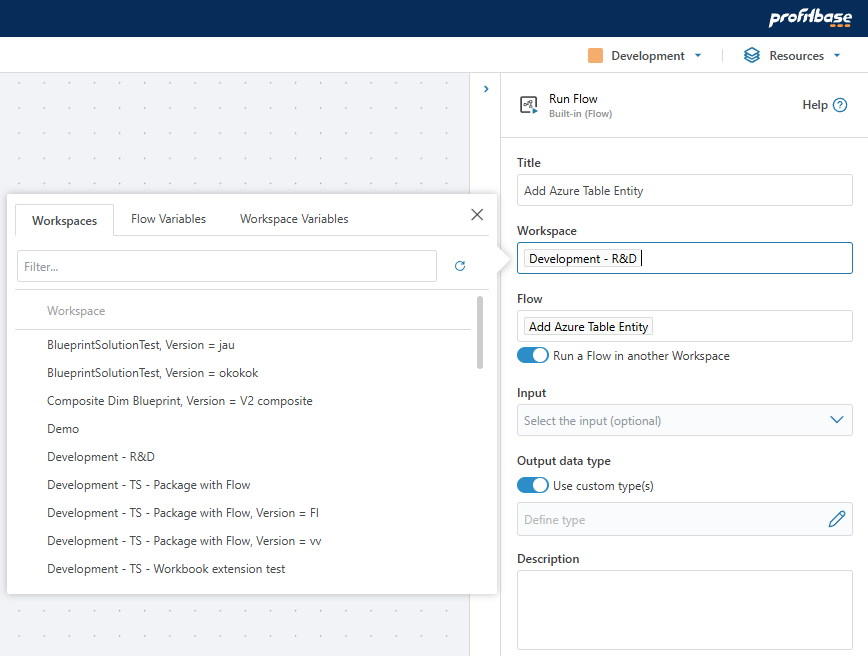 profitbase
Development
Resources
Run Flow
Built-in (Flow)
Help
Title
Add Azure Table Entity
Workspace
Development - R&D
Flow
Add Azure Table Entity
Run a Flow in another Workspace
Input
Select the input (optional)
Output data type
Use custom type(s)
Define type
Description
Workspaces Flow Variables Workspace Variables
Filter...
Workspace
BlueprintSolutionTest, Version = jau
BlueprintSolutionTest, Version = okokok
Composite Dim Blueprint, Version = V2 composite
Demo
Development - R&D
Development - TS - Package with Flow
Development - TS - Package with Flow, Version = Fl
Development - TS - Package with Flow, Version = vv
Development - TS - Workbook extension test